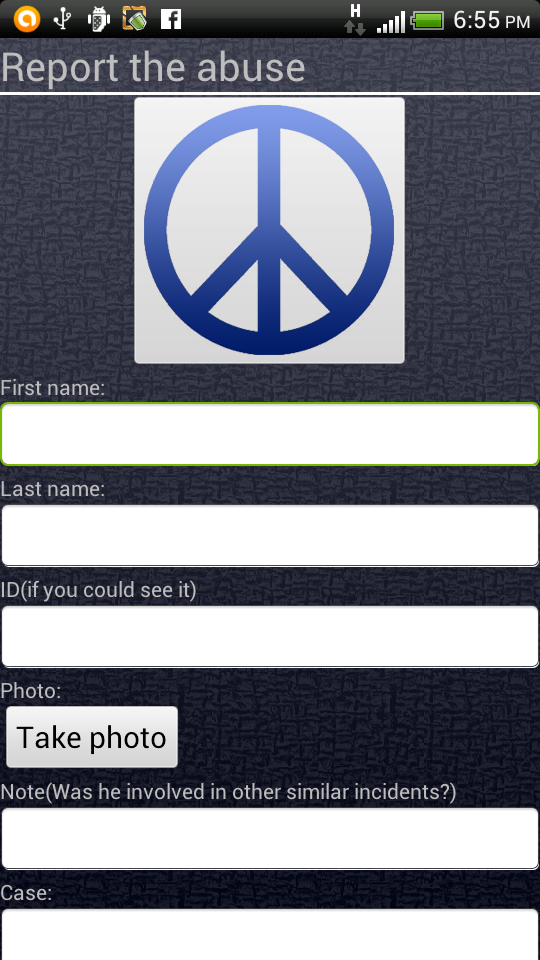 H
6:55 PM
Report the abuse
First name:
Last name:
ID(if you could see it)
Photo:
Take photo
Note(Was he involved in other similar incidents?)
Case: